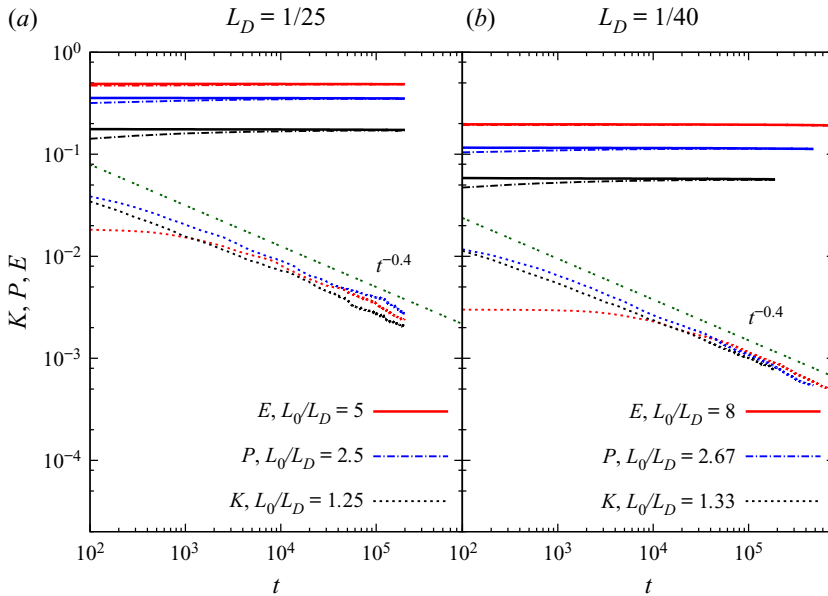 (a) L_D = 1/25
(b) L_D = 1/40
K, P, E
10^0
10^{-1}
10^{-2}
10^{-3}
10^{-4}
t^{-0.4}
t^{-0.4}
E, L_0/L_D = 5
P, L_0/L_D = 2.5
K, L_0/L_D = 1.25
E, L_0/L_D = 8
P, L_0/L_D = 2.67
K, L_0/L_D = 1.33
10^2 10^3 10^4 10^5 10^2 10^3 10^4 10^5
t t